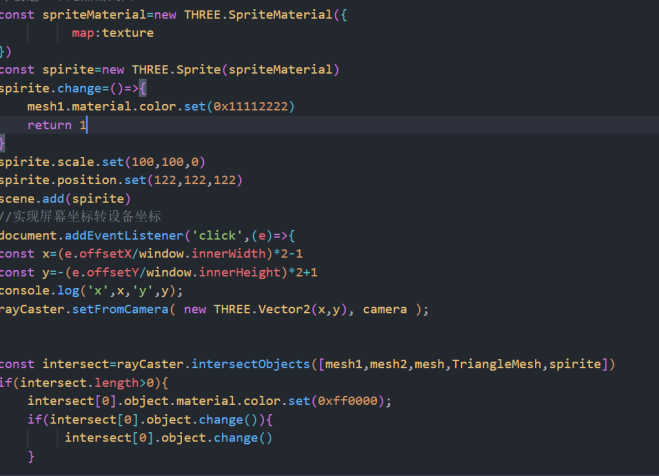 const spriteMaterial=new THREE.SpriteMaterial({
map:texture
})
const spirite=new THREE.Sprite(spriteMaterial)
spirite.change=()=>{
mesh1.material.color.set(0x11112222)
return 1
}
spirite.scale.set(100,100,0)
spirite.position.set(122,122,122)
scene.add(spirite)
//实现屏幕坐标转设备坐标
document.addEventListener('click',(e)=>{
const x=(e.offsetX/window.innerWidth)*2-1
const y=-(e.offsetY/window.innerHeight)*2+1
console.log('x',x,'y',y);
rayCaster.setFromCamera( new THREE.Vector2(x,y), camera );
const intersect=rayCaster.intersectObjects([mesh1,mesh2,mesh,TriangleMesh,spirite])
if(intersect.length>0){
intersect[0].object.material.color.set(0xff0000);
if(intersect[0].object.change()){
intersect[0].object.change()
}